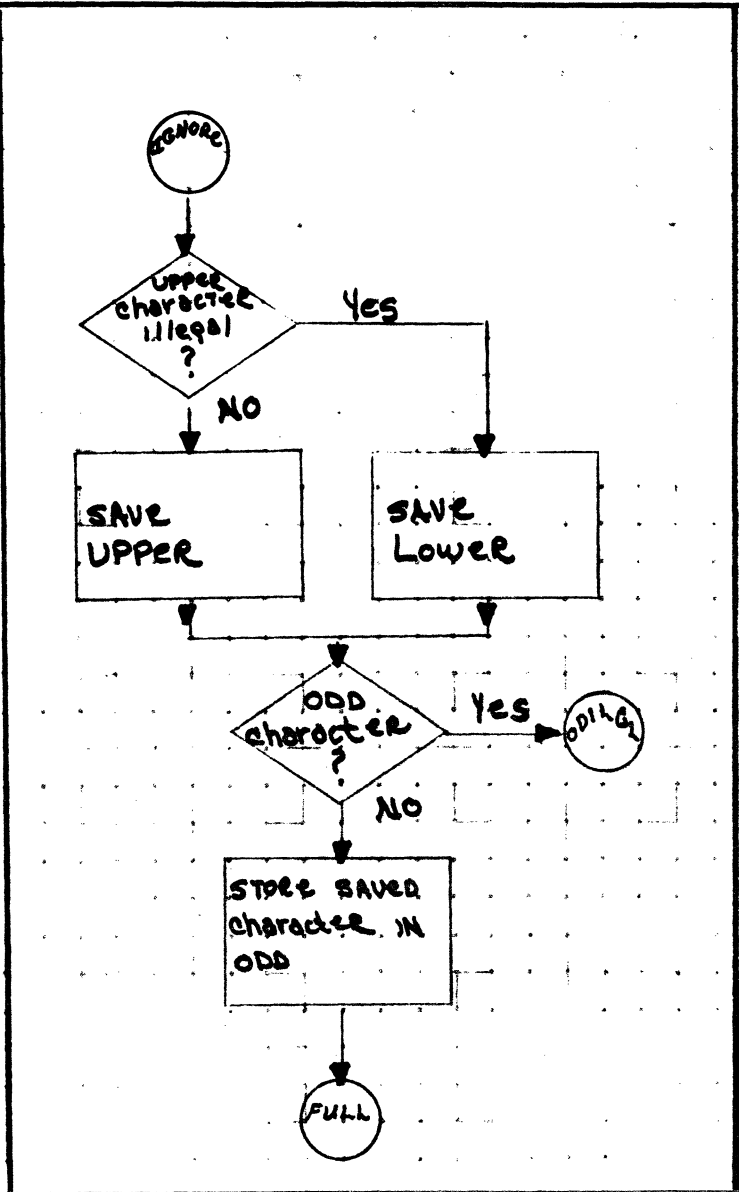 IGNORE
UPPER
character
illegal
?
Yes
NO
SAVE
UPPER
SAVE
LOWER
ODD
character
?
Yes
NO
STORE SAVED
character IN
ODD
FULL